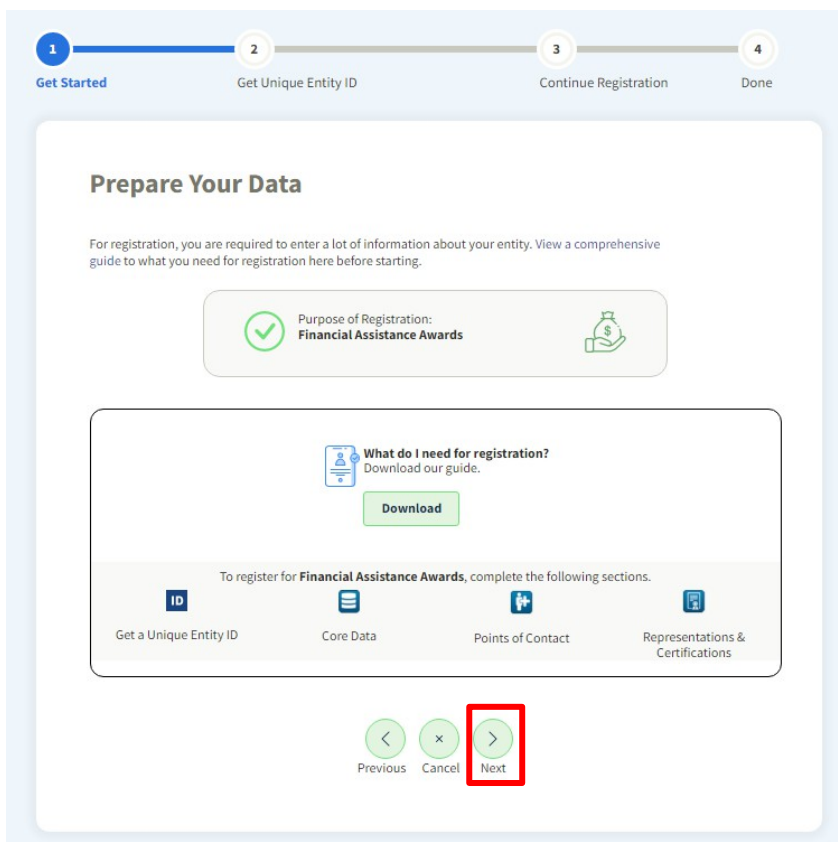 1 2 3 4
Get Started Get Unique Entity ID Continue Registration Done
Prepare Your Data
For registration, you are required to enter a lot of information about your entity. View a comprehensive
guide to what you need for registration here before starting.
Purpose of Registration:
Financial Assistance Awards
$
What do I need for registration?
Download our guide.
Download
To register for Financial Assistance Awards, complete the following sections.
ID
Get a Unique Entity ID Core Data Points of Contact Representations &
Certifications
Previous Cancel Next